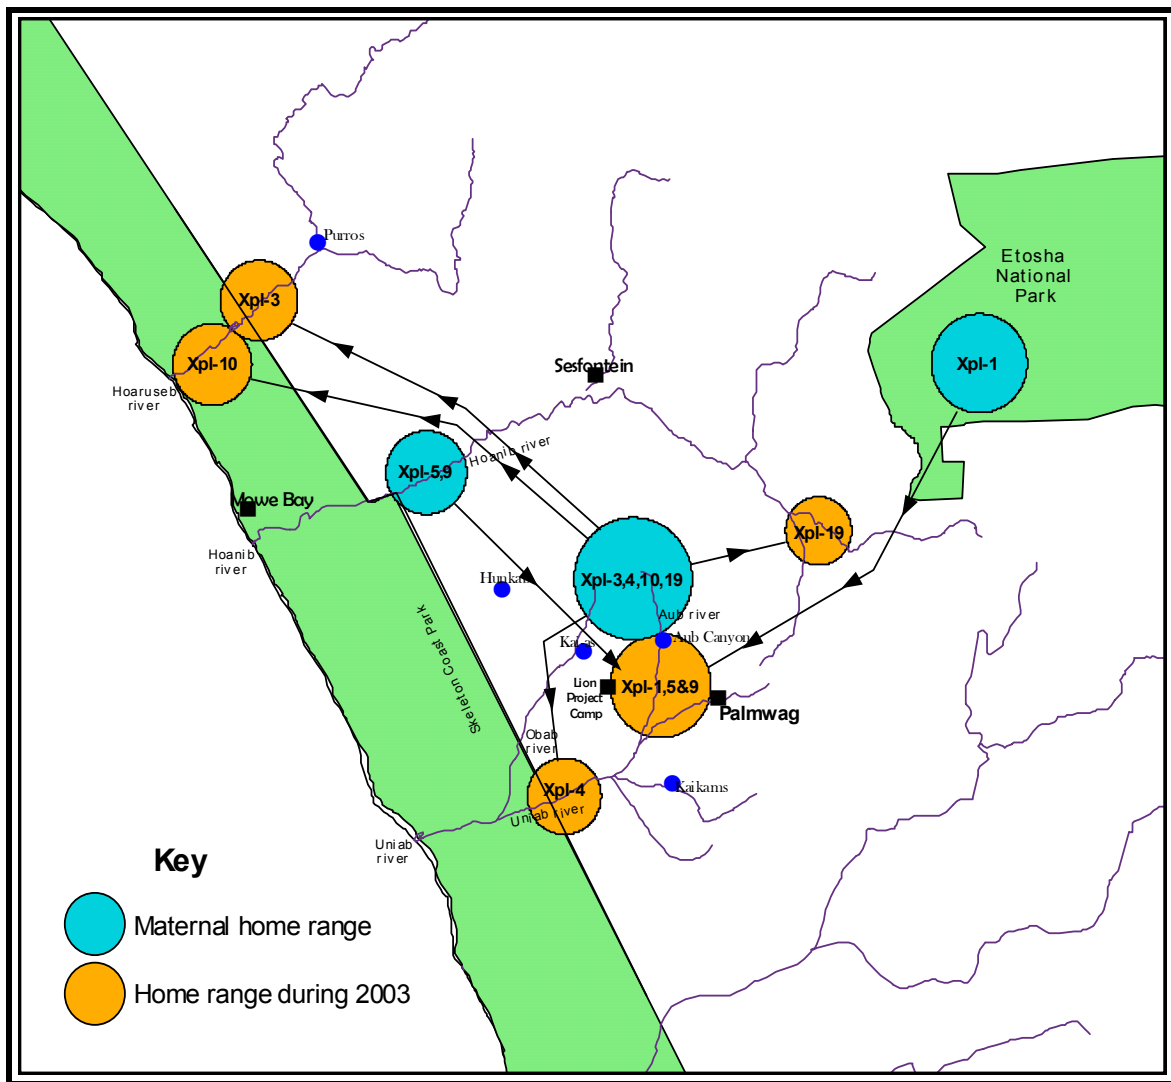 Purros
Etosha
National
Park
Xpl-3
Xpl-10
Xpl-1
Sesfontein
Hoaruseb
river
Hoanib river
Xpl-5,9
Mowe Bay
Xpl-19
Hoanib
river
Xpl-3,4,10,19
Hunkab
Skeleton Coast Park
Aub river
Aub Canyon
Kaias
Lion
Project
Camp
Xpl-1,5&9
Palmwag
Obab
river
Xpl-4
Kaikams
Uniab river
Uniab
river
Key
Maternal home range
Home range during 2003